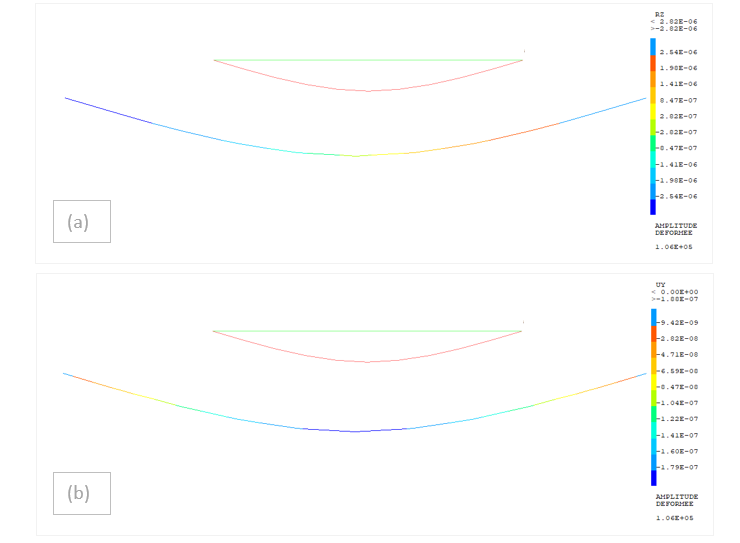 RZ
< 2.82E-06
>-2.82E-06
2.54E-06
1.98E-06
1.41E-06
8.47E-07
2.82E-07
-2.82E-07
-8.47E-07
-1.41E-06
-1.98E-06
-2.54E-06
AMPLITUDE
DEFORMEE
1.06E+05
(a)
UY
< 0.00E+00
>-1.88E-07
-9.42E-09
-2.82E-08
-4.71E-08
-6.59E-08
-8.47E-08
-1.04E-07
-1.22E-07
-1.41E-07
-1.60E-07
-1.79E-07
AMPLITUDE
DEFORMEE
1.06E+05
(b)